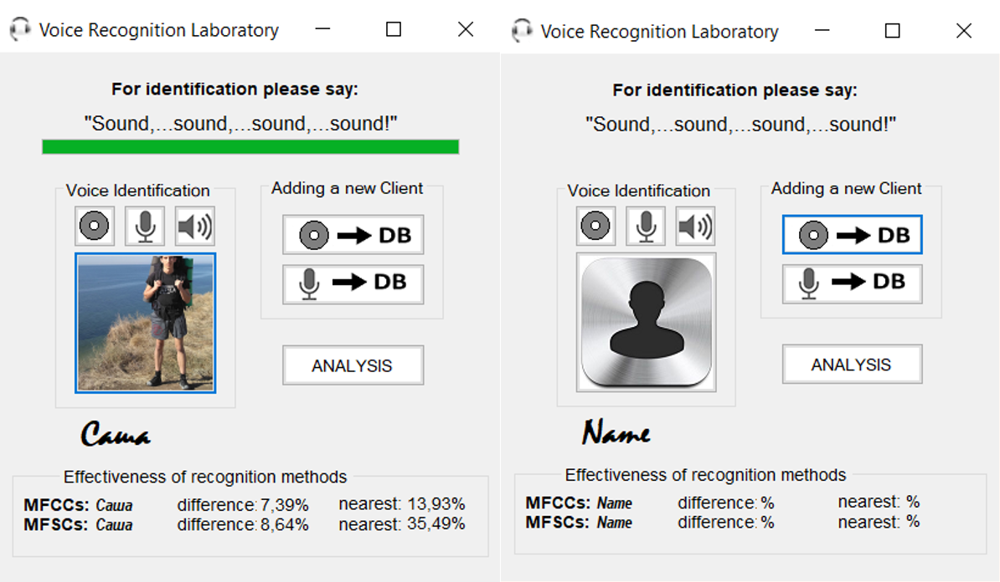 Voice Recognition Laboratory
For identification please say:
"Sound,...sound,...sound,...sound!"
Voice Identification
Adding a new Client
DB
DB
ANALYSIS
Саша
Effectiveness of recognition methods
MFCCs: Саша difference: 7,39% nearest: 13,93%
MFSCs: Саша difference: 8,64% nearest: 35,49%
Voice Recognition Laboratory
For identification please say:
"Sound,...sound,...sound,...sound!"
Voice Identification
Adding a new Client
DB
DB
ANALYSIS
Name
Effectiveness of recognition methods
MFCCs: Name difference: % nearest: %
MFSCs: Name difference: % nearest: %